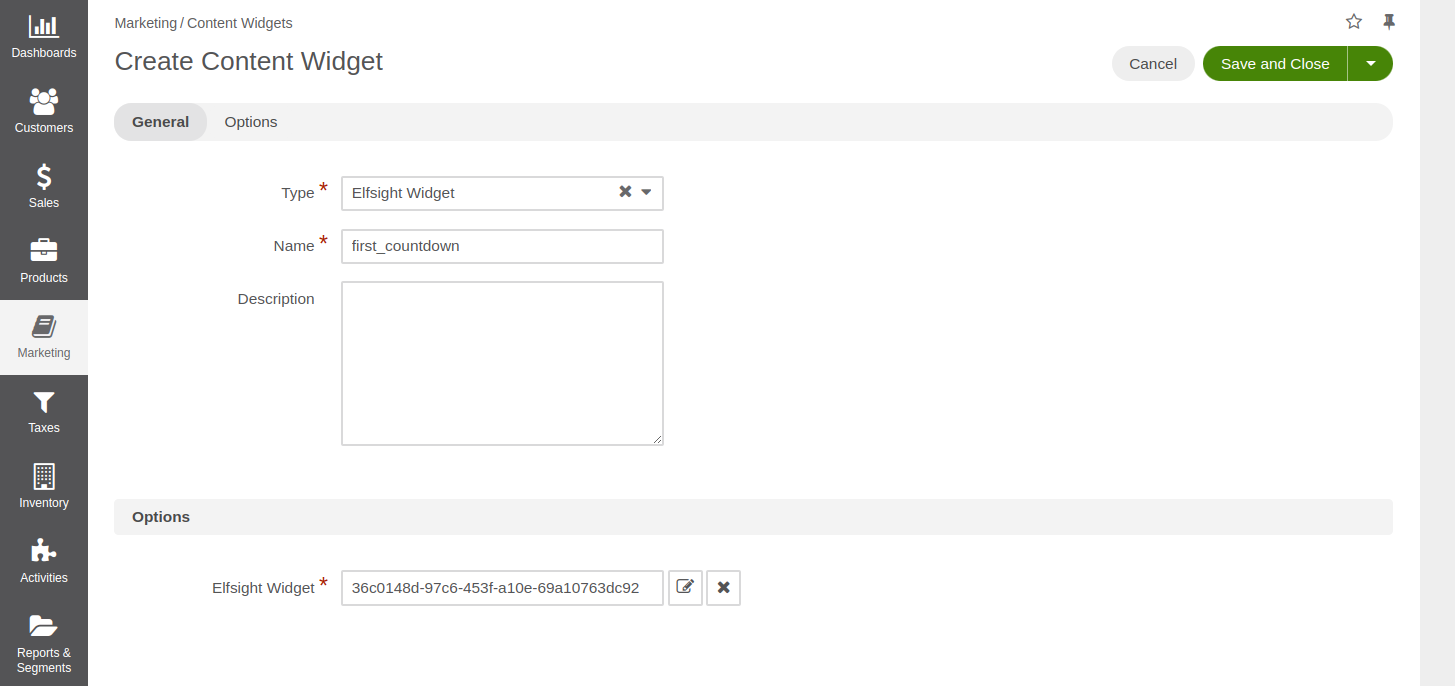 Dashboards
Customers
Sales
Products
Marketing
Taxes
Inventory
Activities
Reports &
Segments
Marketing / Content Widgets
Create Content Widget
Cancel
Save and Close
General
Options
Type *
Elfsight Widget
Name *
first_countdown
Description
Options
Elfsight Widget *
36c0148d-97c6-453f-a10e-69a10763dc92